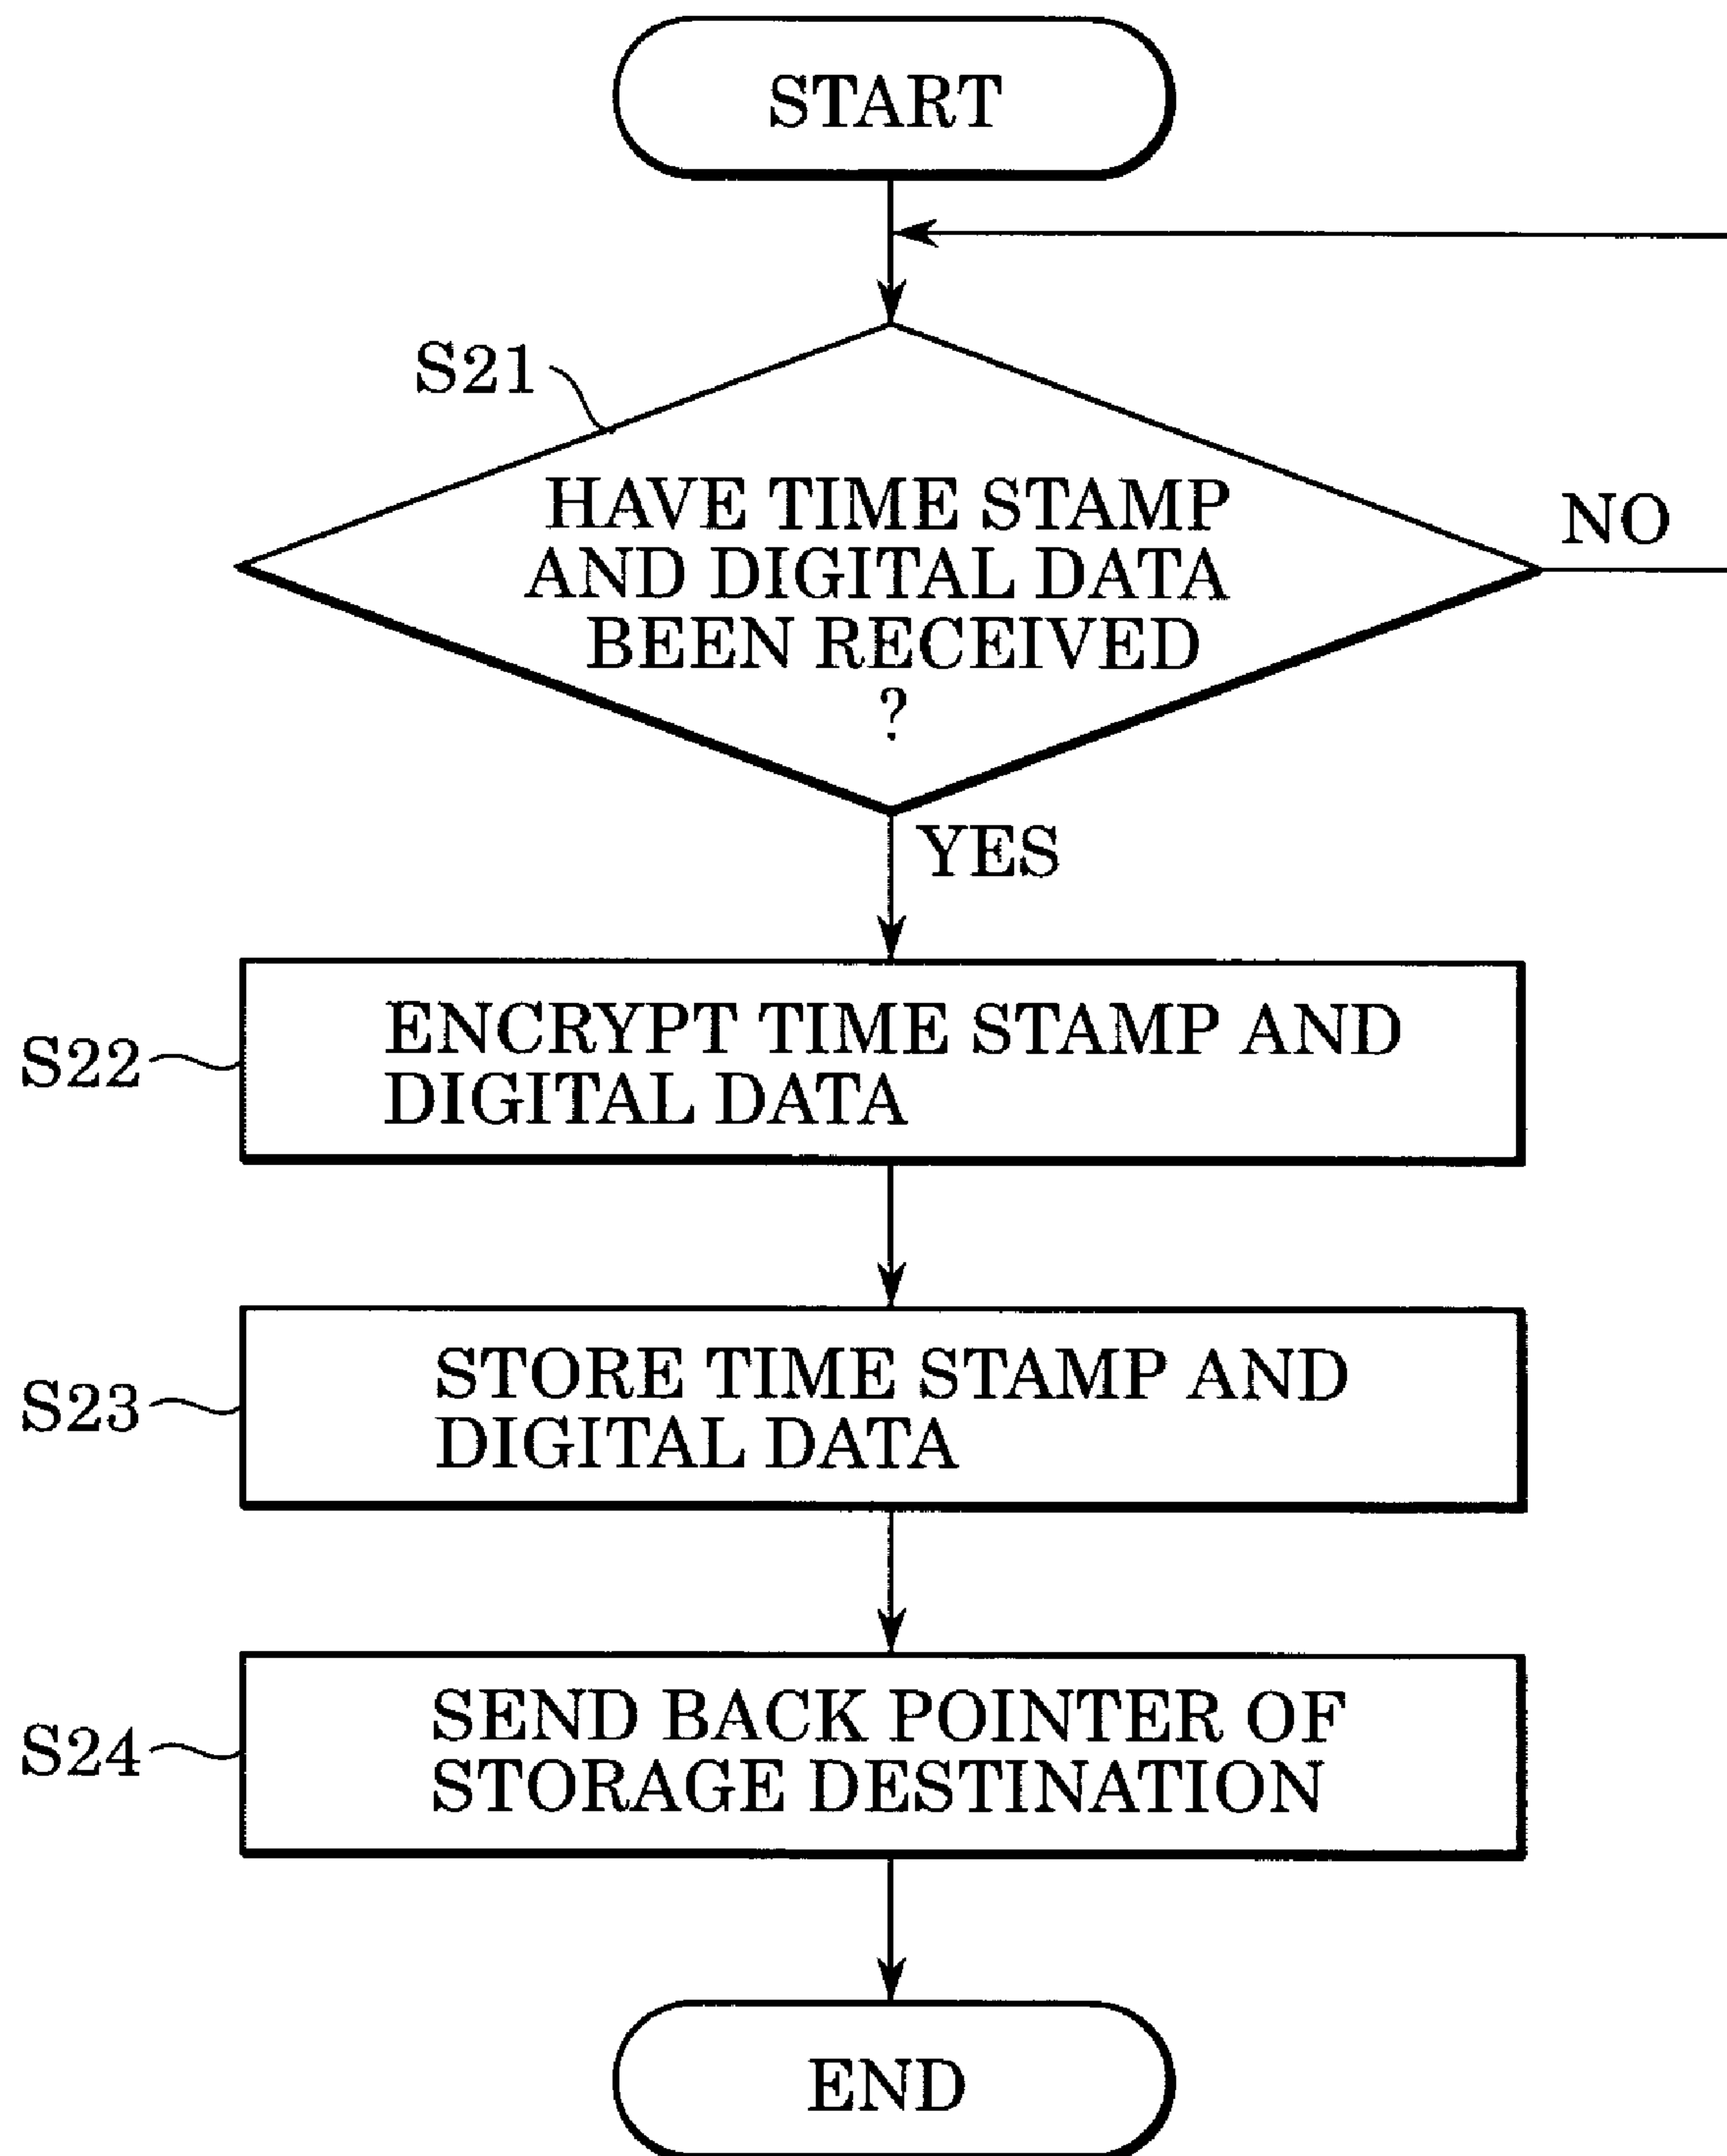 START
S21
HAVE TIME STAMP
AND DIGITAL DATA
BEEN RECEIVED
?
NO
YES
S22
ENCRYPT TIME STAMP AND
DIGITAL DATA
S23
STORE TIME STAMP AND
DIGITAL DATA
S24
SEND BACK POINTER OF
STORAGE DESTINATION
END